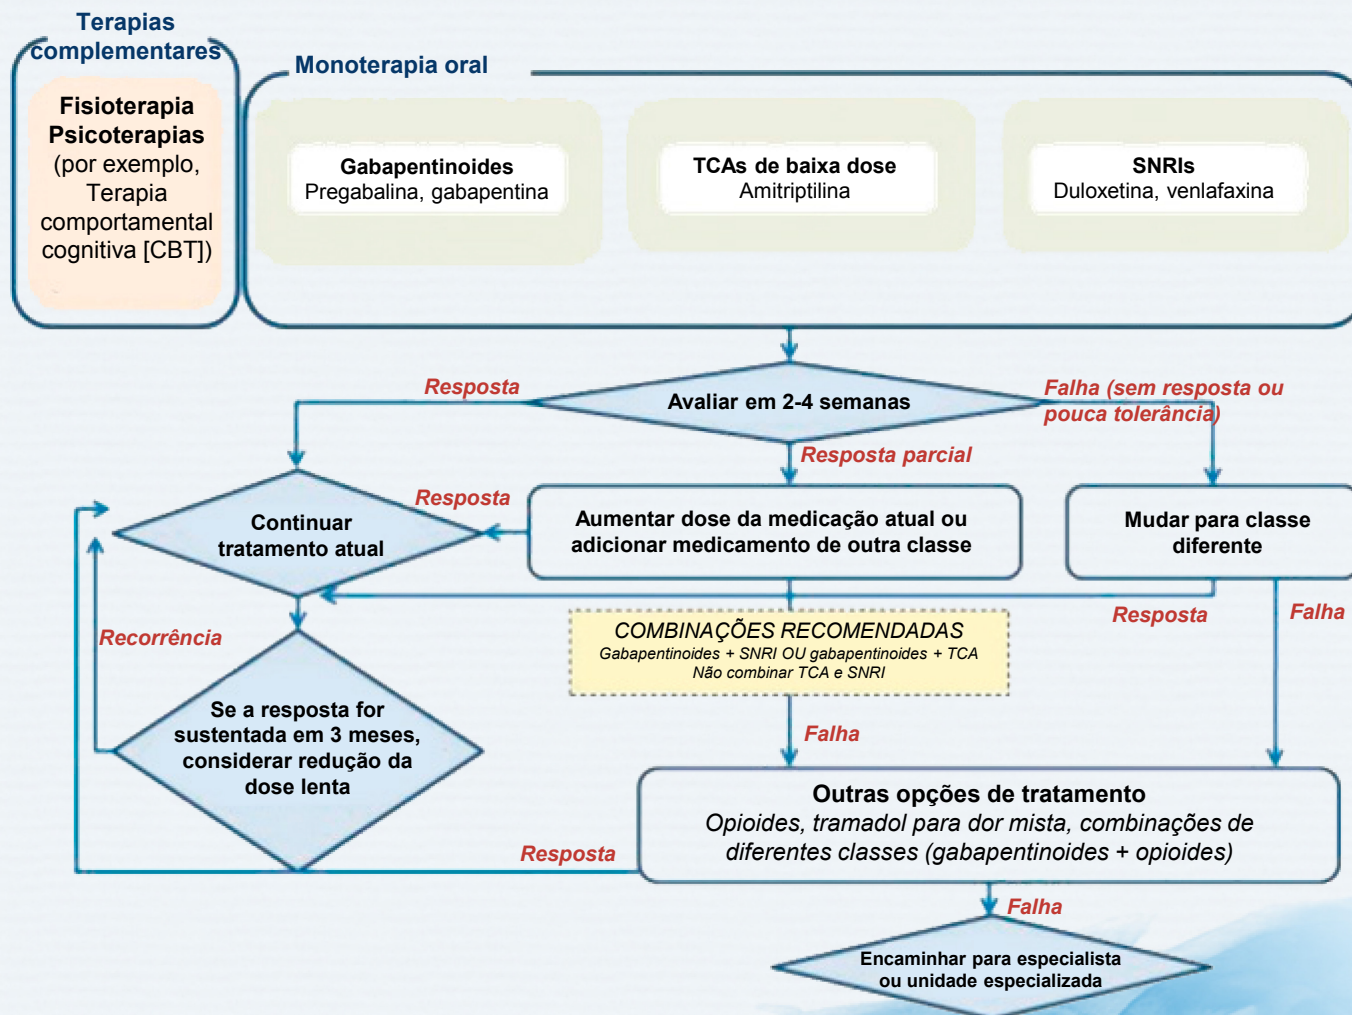 Terapias
complementares
Monoterapia oral
Fisioterapia
Psicoterapias
(por exemplo,
Terapia
comportamental
cognitiva [CBT])
Gabapentinoides
Pregabalina, gabapentina
TCAs de baixa dose
Amitriptilina
SNRIs
Duloxetina, venlafaxina
Resposta
Avaliar em 2-4 semanas
Falha (sem resposta ou
pouca tolerância)
Resposta parcial
Continuar
tratamento atual
Resposta
Aumentar dose da medicação atual ou
adicionar medicamento de outra classe
Mudar para classe
diferente
Recorrência
COMBINAÇÕES RECOMENDADAS
Gabapentinoides + SNRI OU gabapentinoides + TCA
Não combinar TCA e SNRI
Resposta
Falha
Se a resposta for
sustentada em 3 meses,
considerar redução da
dose lenta
Falha
Outras opções de tratamento
Opioides, tramadol para dor mista, combinações de
diferentes classes (gabapentinoides + opioides)
Resposta
Falha
Encaminhar para especialista
ou unidade especializada